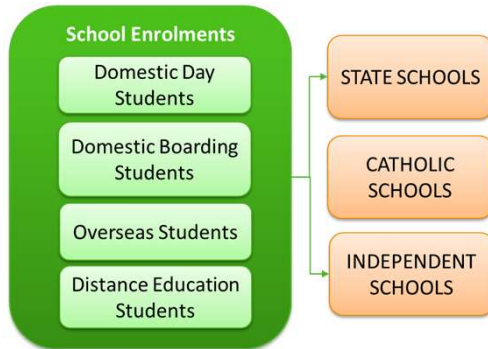 School Enrolments
Domestic Day
Students
Domestic Boarding
Students
Overseas Students
Distance Education
Students
STATE SCHOOLS
CATHOLIC
SCHOOLS
INDEPENDENT
SCHOOLS